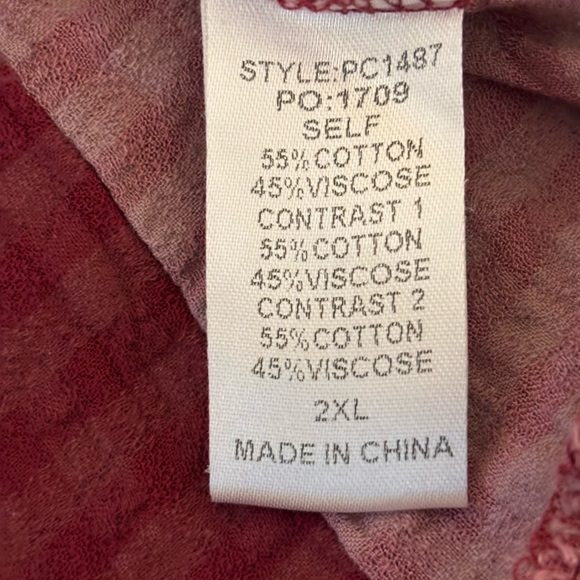 STYLE:PC1487
PO:1709
SELF
55%COTTON
45%VISCOSE
CONTRAST 1
55%COTTON
45%VISCOSE
CONTRAST 2
55%COTTON
45%VISCOSE
2XL
MADE IN CHINA